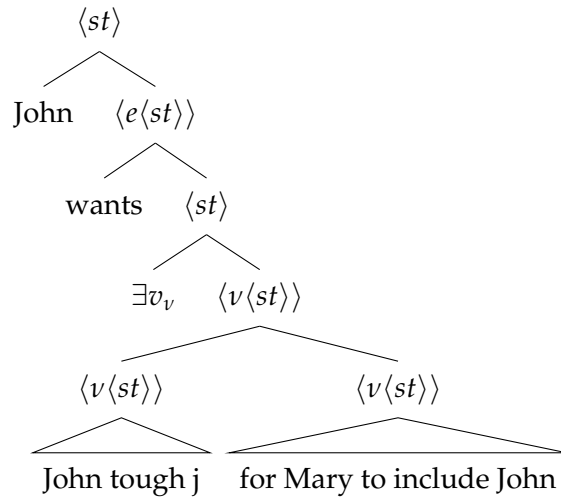 ⟨st⟩
John ⟨e⟨st⟩⟩
wants ⟨st⟩
∃v_ν ⟨ν⟨st⟩⟩
⟨ν⟨st⟩⟩ ⟨ν⟨st⟩⟩
John tough j for Mary to include John